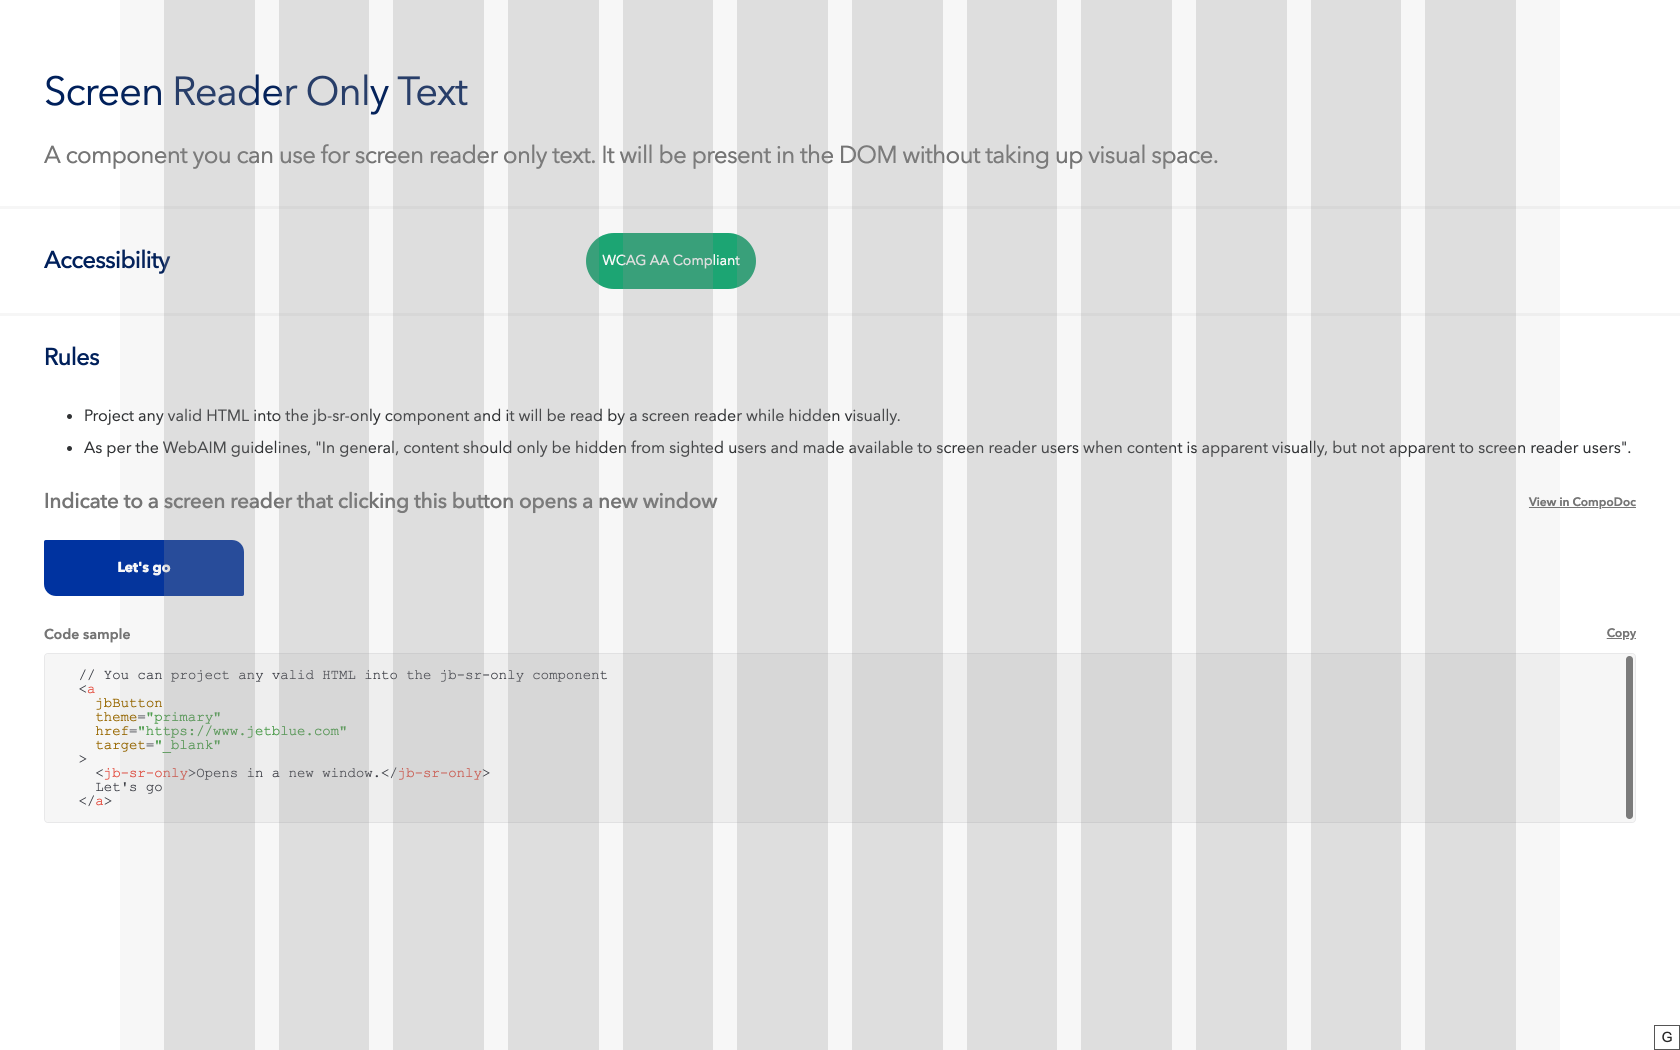 Screen Reader Only Text
A component you can use for screen reader only text. It will be present in the DOM without taking up visual space.
Accessibility
WCAG AA Compliant
Rules
• Project any valid HTML into the jb-sr-only component and it will be read by a screen reader while hidden visually.
• As per the WebAIM guidelines, "In general, content should only be hidden from sighted users and made available to screen reader users when content is apparent visually, but not apparent to screen reader users".
Indicate to a screen reader that clicking this button opens a new window
View in CompoDoc
Let's go
Code sample
Copy
// You can project any valid HTML into the jb-sr-only component
<a
  jbButton
  theme="primary"
  href="https://www.jetblue.com"
  target="_blank"
>
  <jb-sr-only>Opens in a new window.</jb-sr-only>
  Let's go
</a>
G